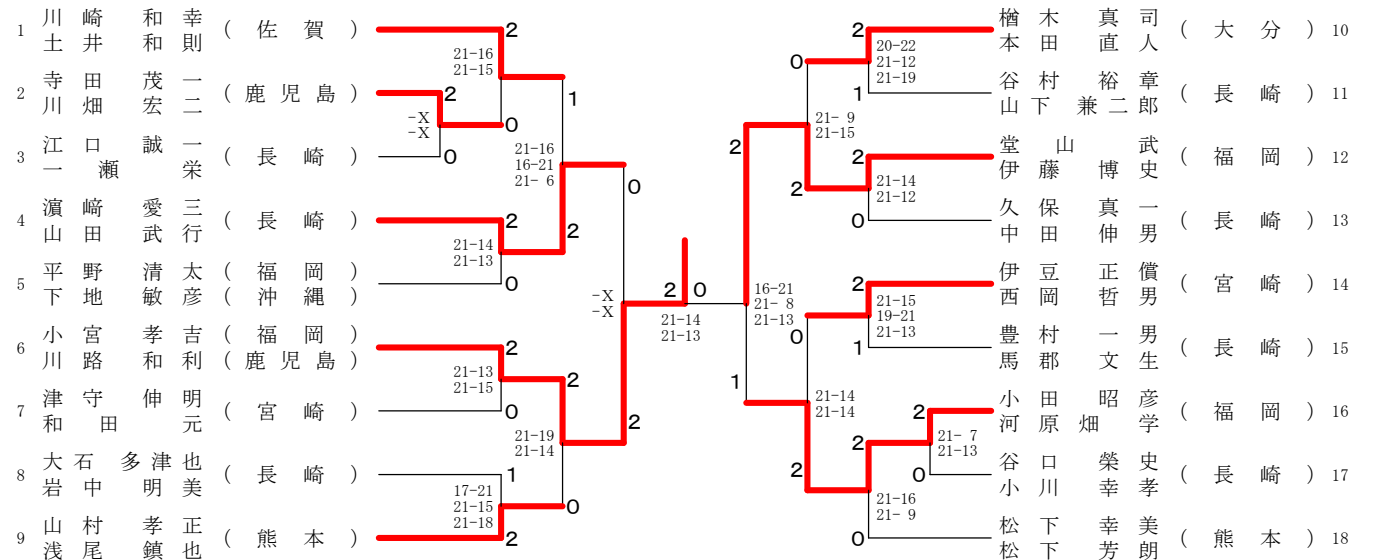 1 川崎 和幸 土井 和則 (佐賀) 2
2 寺田 茂一 川畑 宏二 (鹿児島) 2
3 江口 誠一 一瀬 栄 (長崎) 0
-X
-X
21-16
21-15
0
1
4 濵﨑 愛三 山田 武行 (長崎) 2
5 平野 清太 (福岡) 下地 敏彦 (沖縄) 0
21-14
21-13
2
21-16
16-21
21- 6
0
6 小宮 孝吉 (福岡) 川路 和利 (鹿児島) 2
7 津守 伸明 和田 元 (宮崎) 0
21-13
21-15
2
8 大石 多津也 岩中 明美 (長崎) 1
9 山村 孝正 浅尾 鎮也 (熊本) 2
17-21
21-15
21-18
0
21-19
21-14
2
-X
-X
2 0
21-14
21-13
楢木 真司 本田 直人 (大分) 10 2
谷村 裕章 山下 兼二郎 (長崎) 11 1
20-22
21-12
21-19
0
堂山 武 伊藤 博史 (福岡) 12 2
久保 真一 中田 伸男 (長崎) 13 0
21-14
21-12
2
21- 9
21-15
2
伊豆 正償 西岡 哲男 (宮崎) 14 2
豊村 一男 馬郡 文生 (長崎) 15 1
21-15
19-21
21-13
0
小田 昭彦 河原畑 学 (福岡) 16 2
谷口 榮史 小川 幸孝 (長崎) 17 0
21- 7
21-13
2
松下 幸美 松下 芳朗 (熊本) 18 0
21-16
21- 9
2
21-14
21-14
1
16-21
21- 8
21-13